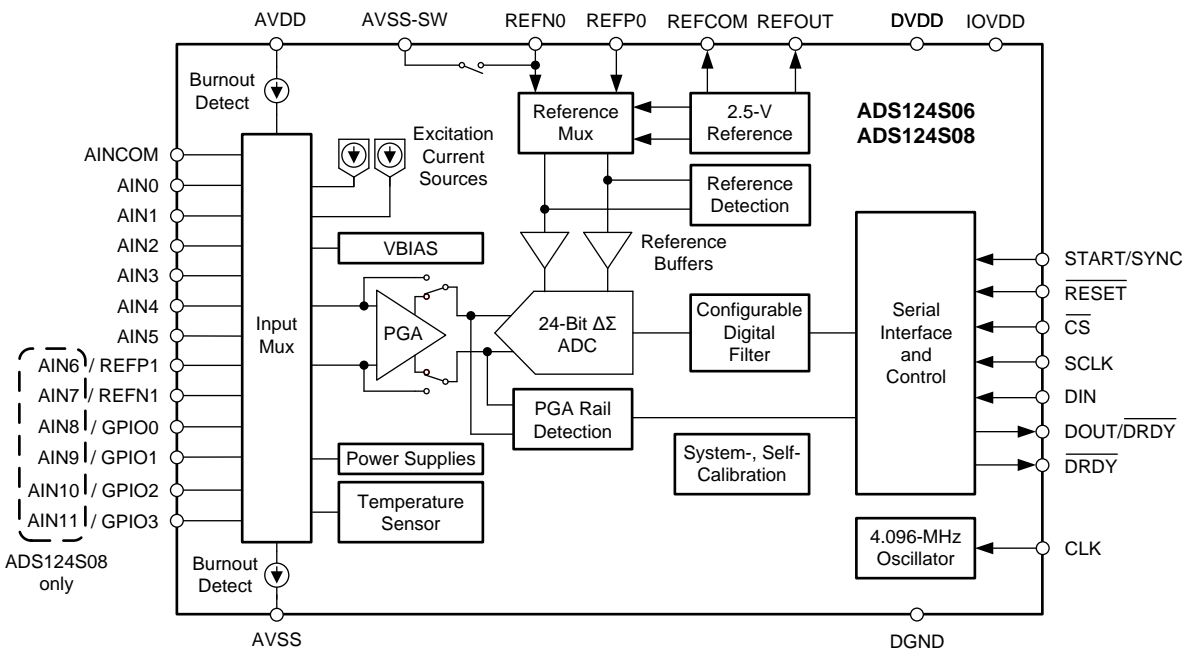 AVDD
AVSS-SW
REFN0
REFP0
REFCOM
REFOUT
DVDD
IOVDD
Burnout
Detect
Reference
Mux
2.5-V
Reference
ADS124S06
ADS124S08
Excitation
Current
Sources
Reference
Detection
AINCOM
AIN0
AIN1
AIN2
AIN3
AIN4
AIN5
AIN6 / REFP1
AIN7 / REFN1
AIN8 / GPIO0
AIN9 / GPIO1
AIN10 / GPIO2
AIN11 / GPIO3
ADS124S08
only
Input
Mux
VBIAS
Reference
Buffers
PGA
24-Bit ΔΣ
ADC
Configurable
Digital
Filter
Serial
Interface
and
Control
START/SYNC
RESET
CS
SCLK
DIN
DOUT/DRDY
DRDY
PGA Rail
Detection
Power Supplies
System-, Self-
Calibration
Temperature
Sensor
4.096-MHz
Oscillator
CLK
Burnout
Detect
AVSS
DGND